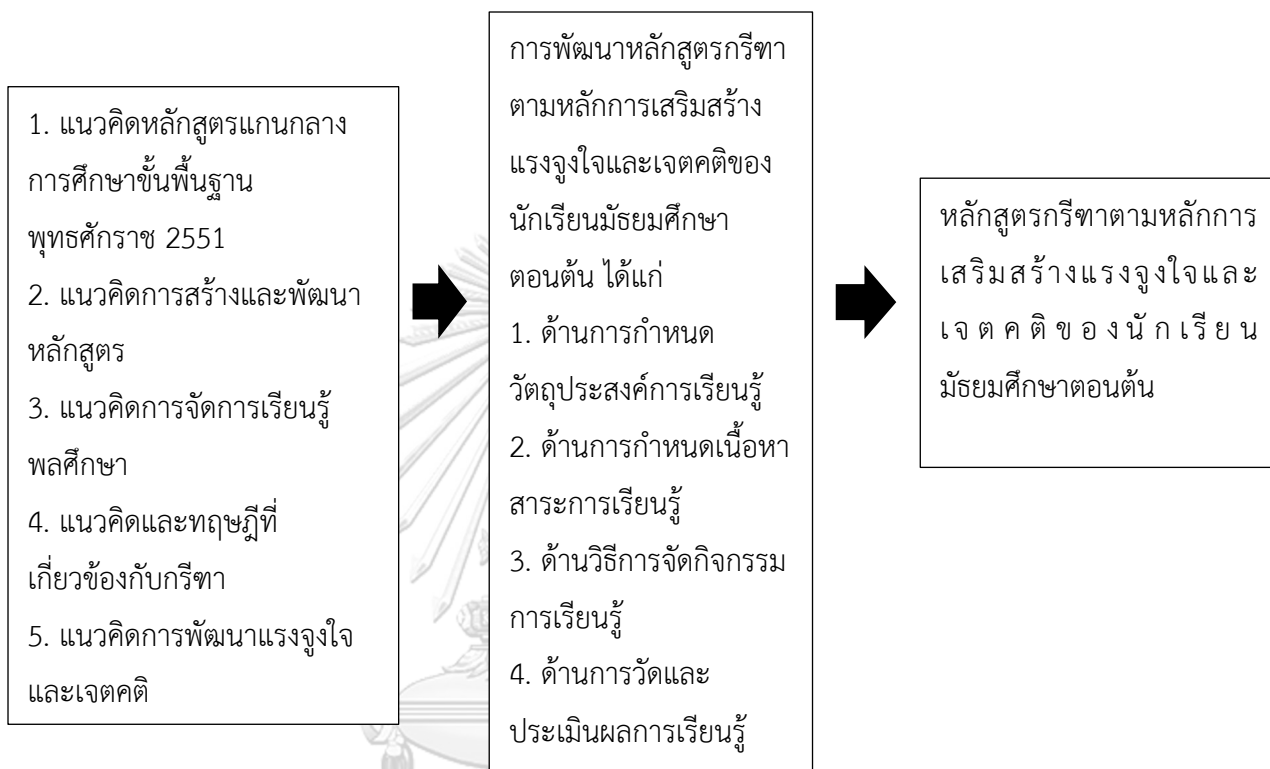 1. แนวคิดหลักสูตรแกนกลาง
การศึกษาขั้นพื้นฐาน
พุทธศักราช 2551
2. แนวคิดการสร้างและพัฒนา
หลักสูตร
3. แนวคิดการจัดการเรียนรู้
พลศึกษา
4. แนวคิดและทฤษฎีที่
เกี่ยวข้องกับกรีฑา
5. แนวคิดการพัฒนาแรงจูงใจ
และเจตคติ
การพัฒนาหลักสูตรกรีฑา
ตามหลักการเสริมสร้าง
แรงจูงใจและเจตคติของ
นักเรียนมัธยมศึกษา
ตอนต้น ได้แก่
1. ด้านการกำหนด
วัตถุประสงค์การเรียนรู้
2. ด้านการกำหนดเนื้อหา
สาระการเรียนรู้
3. ด้านวิธีการจัดกิจกรรม
การเรียนรู้
4. ด้านการวัดและ
ประเมินผลการเรียนรู้
หลักสูตรกรีฑาตามหลักการ
เสริมสร้างแรงจูงใจและ
เจตคติของนักเรียน
มัธยมศึกษาตอนต้น